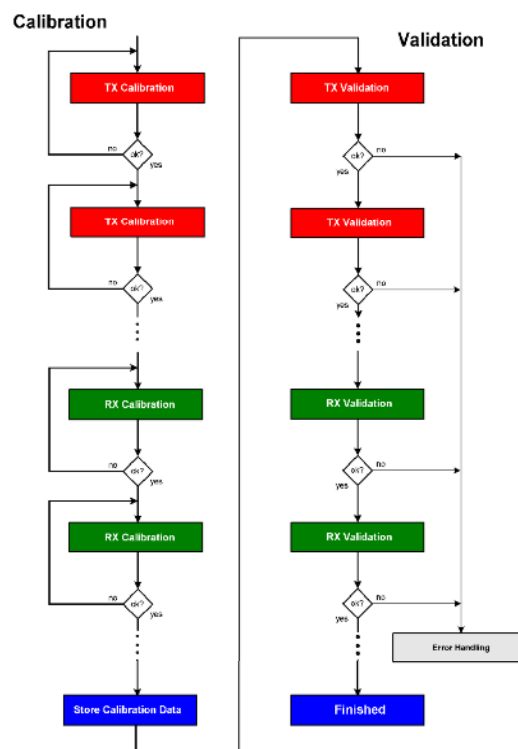 Calibration
TX Calibration
no
ok?
yes
TX Calibration
no
ok?
yes
RX Calibration
no
ok?
yes
RX Calibration
no
ok?
yes
Store Calibration Data
Validation
TX Validation
ok?
no
yes
TX Validation
ok?
no
yes
RX Validation
ok?
no
yes
RX Validation
ok?
no
yes
Error Handling
Finished